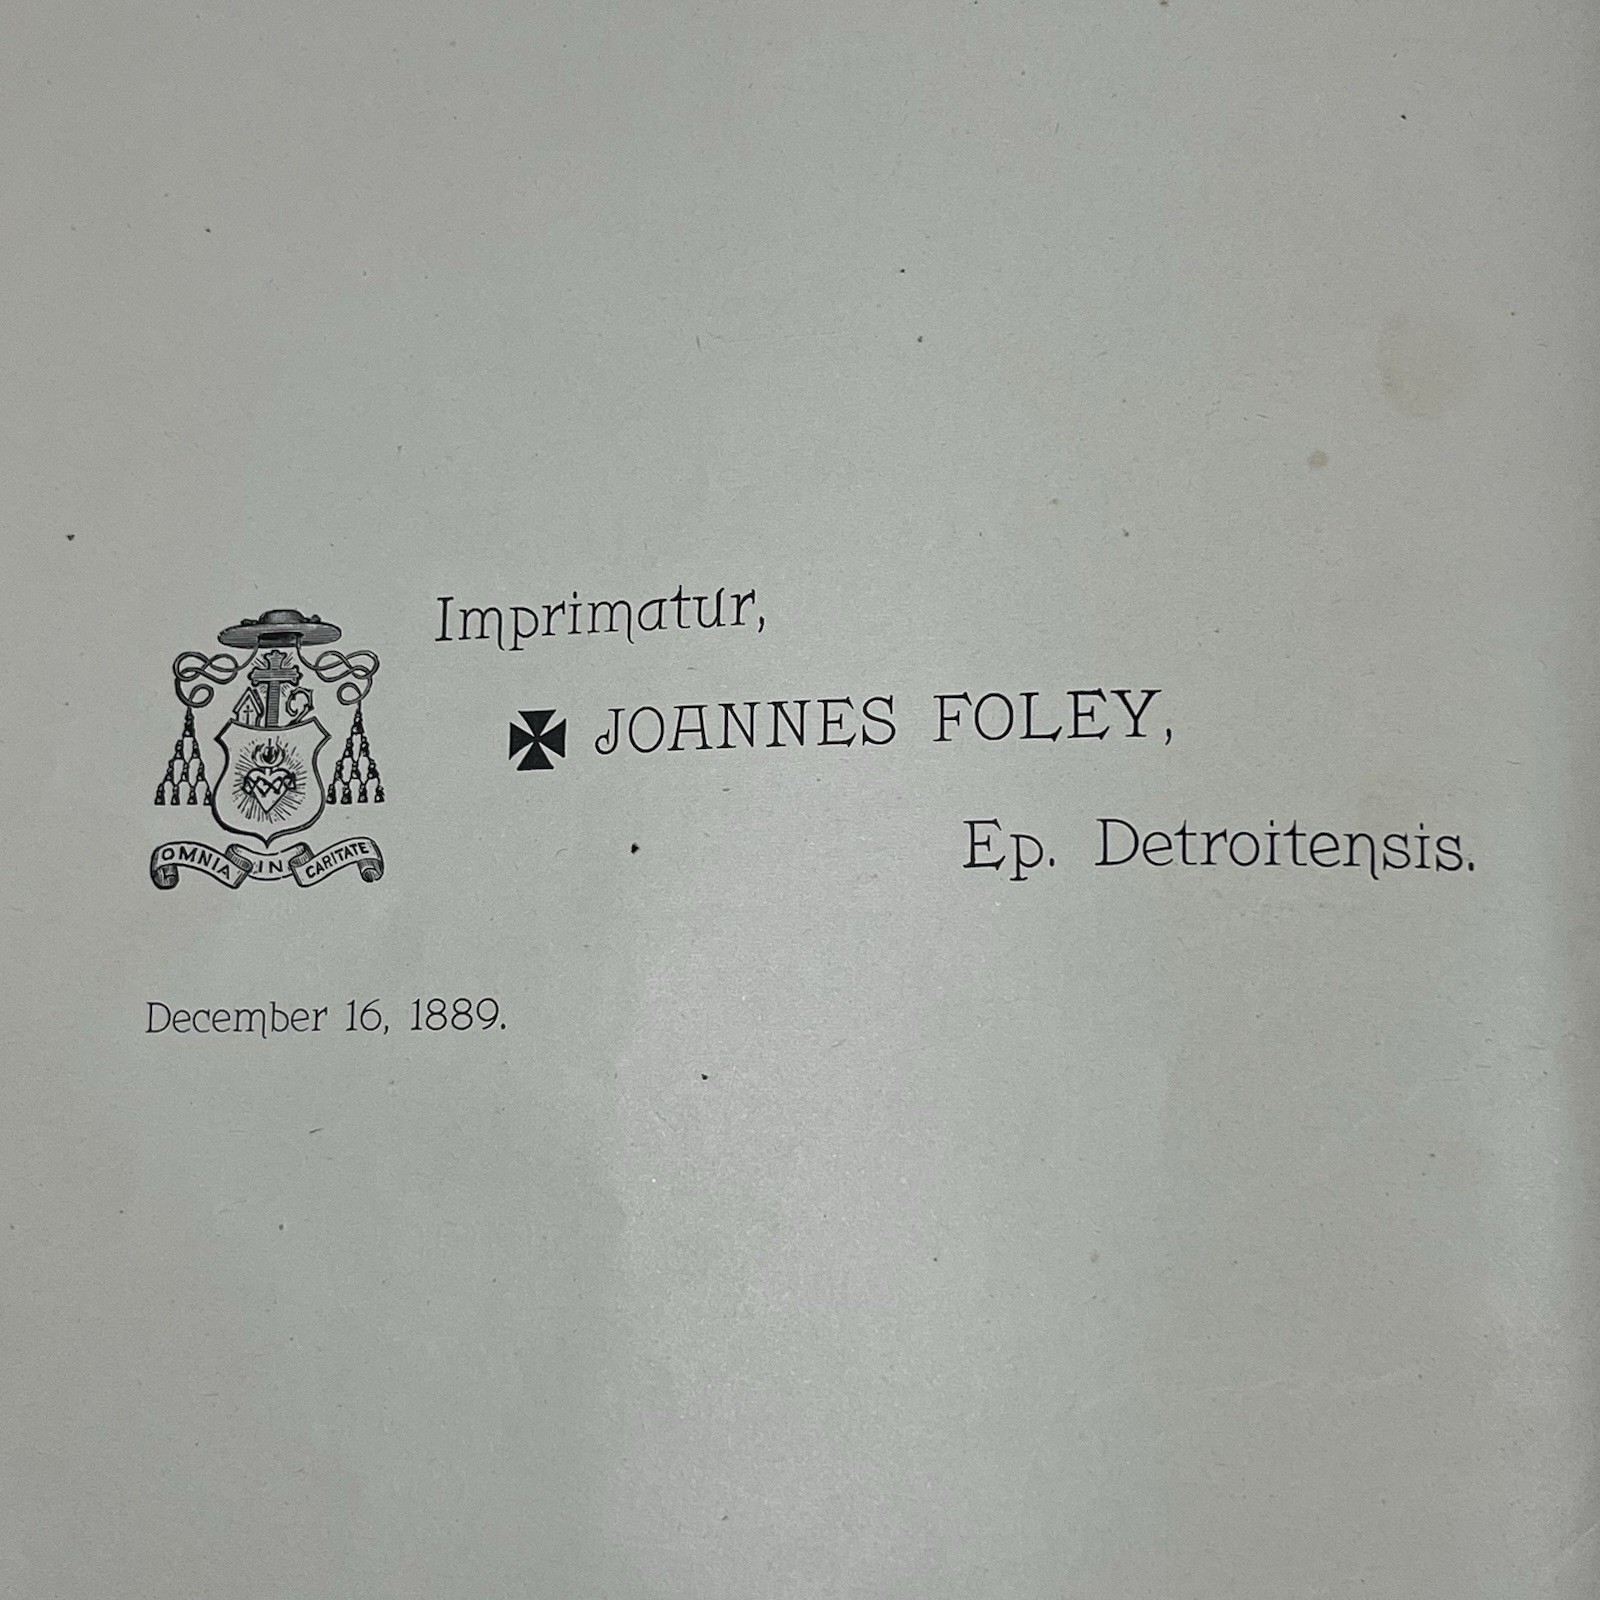 Imprimatur,
✠ JOANNES FOLEY,
Ep. Detroitensis.
OMNIA IN CARITATE
December 16, 1889.